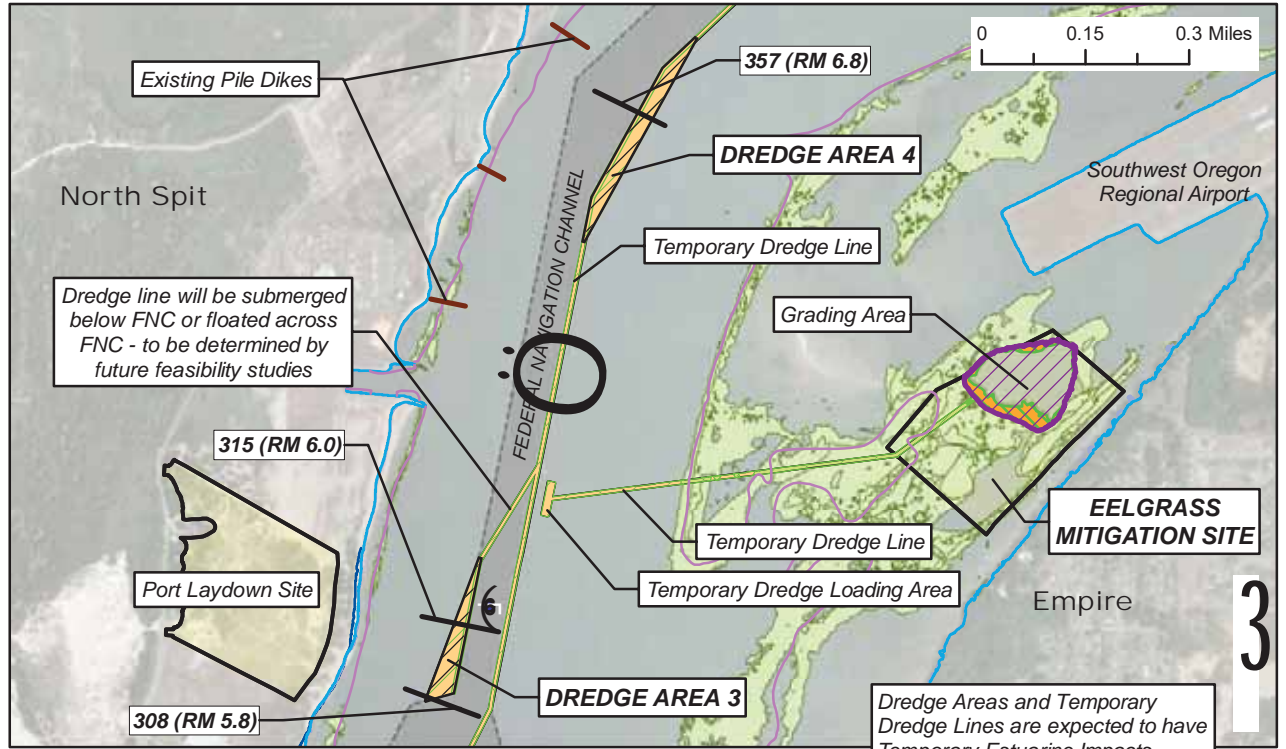 0 0.15 0.3 Miles
Existing Pile Dikes
357 (RM 6.8)
DREDGE AREA 4
Southwest Oregon
Regional Airport
North Spit
FEDERAL NAVIGATION CHANNEL
Temporary Dredge Line
Dredge line will be submerged
below FNC or floated across
FNC - to be determined by
future feasibility studies
Grading Area
315 (RM 6.0)
EELGRASS
MITIGATION SITE
Temporary Dredge Line
Port Laydown Site
Temporary Dredge Loading Area
Empire
3
DREDGE AREA 3
308 (RM 5.8)
Dredge Areas and Temporary
Dredge Lines are expected to have
Temporary Estuarine Impacts